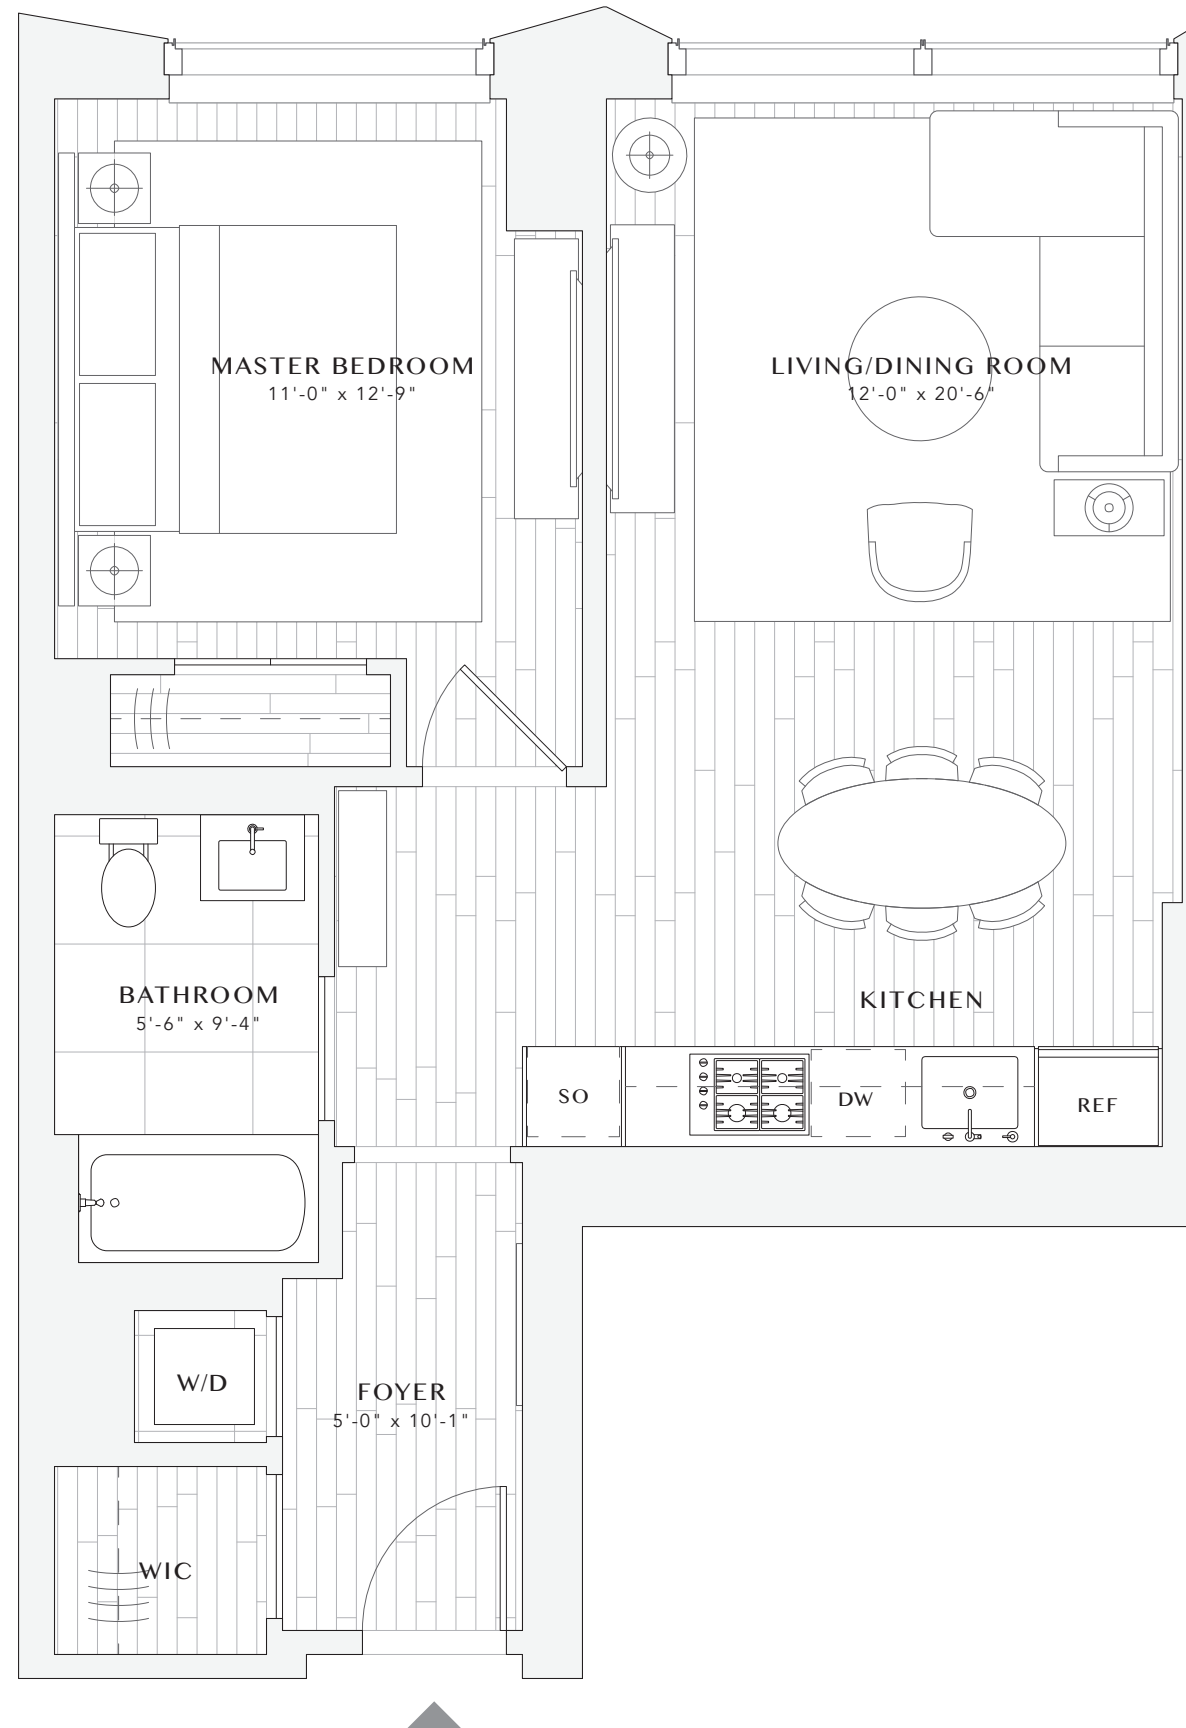 MASTER BEDROOM
11'-0" x 12'-9"
LIVING/DINING ROOM
12'-0" x 20'-6"
BATHROOM
5'-6" x 9'-4"
KITCHEN
SO
DW
REF
W/D
FOYER
5'-0" x 10'-1"
WIC